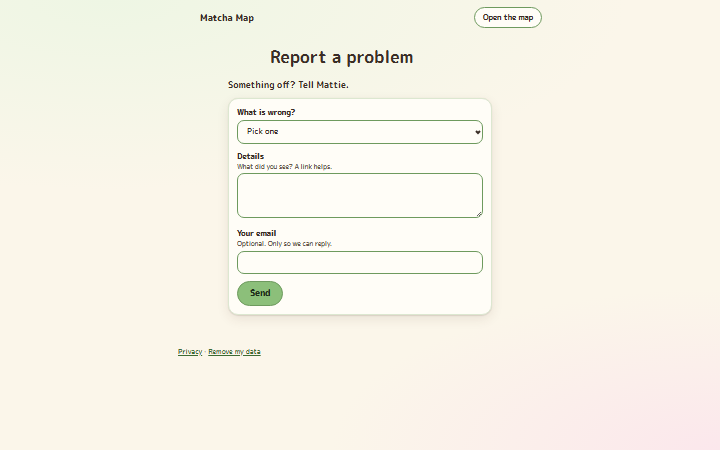 Matcha Map
Open the map
Report a problem
Something off? Tell Mattie.
What is wrong?
Pick one
Details
What did you see? A link helps.
Your email
Optional. Only so we can reply.
Send
Privacy · Remove my data